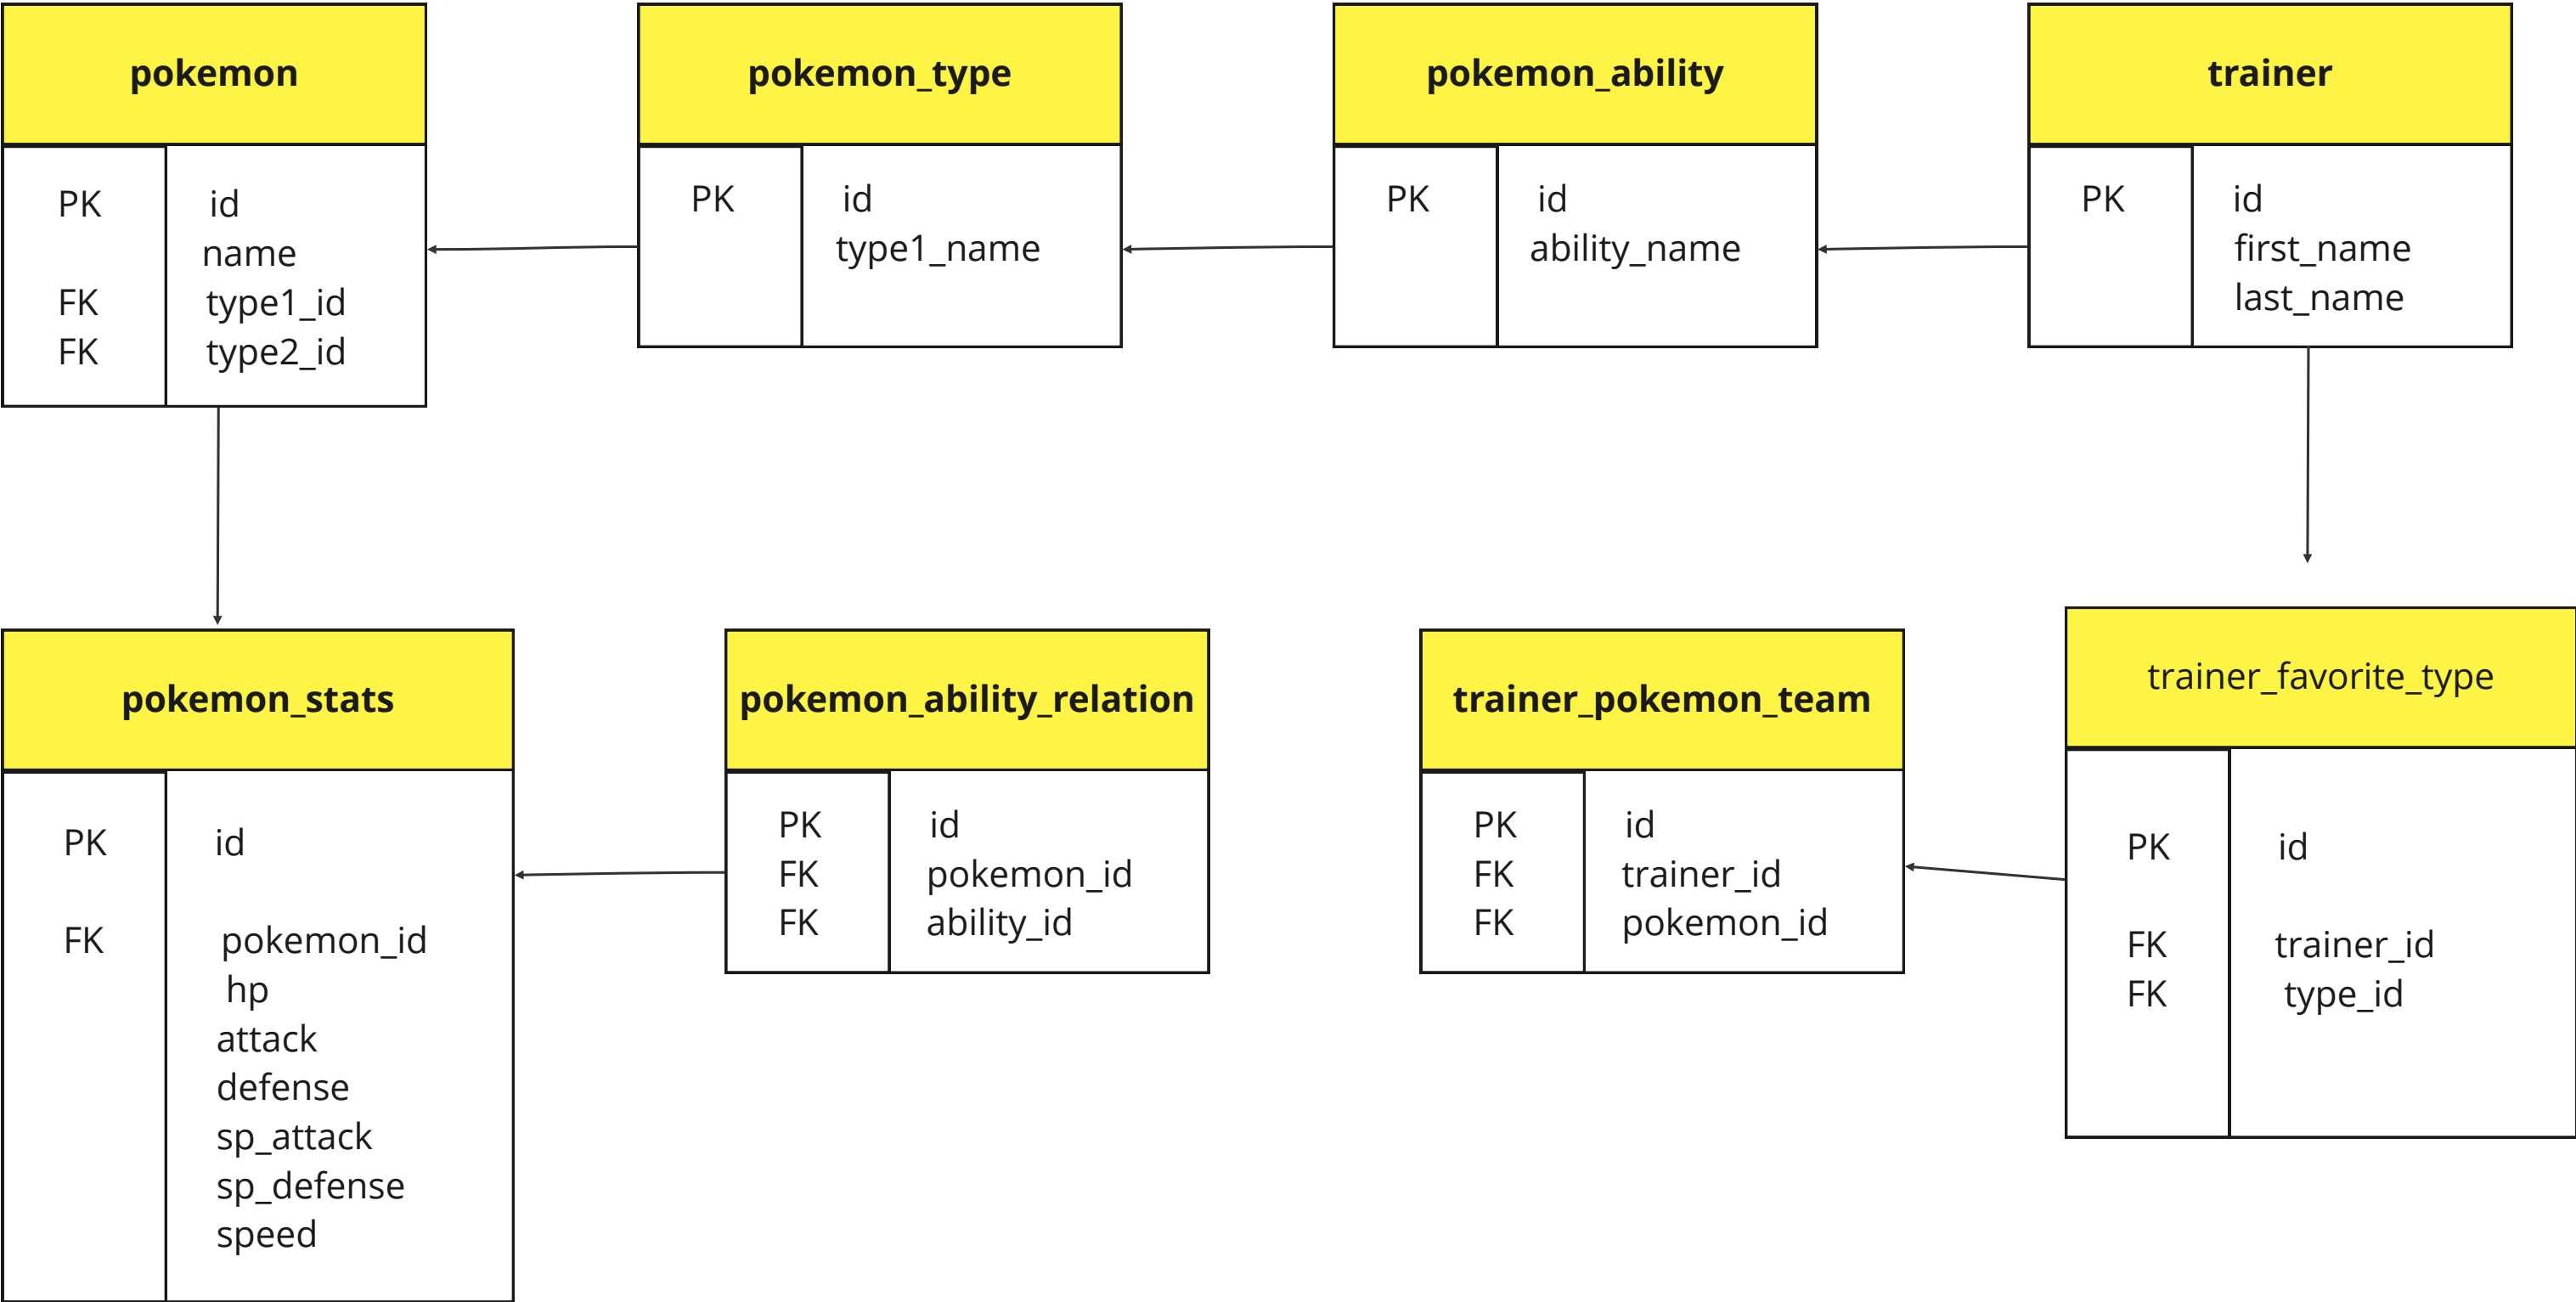 pokemon
PK id
name
FK type1_id
FK type2_id
pokemon_type
PK id
type1_name
pokemon_ability
PK id
ability_name
trainer
PK id
first_name
last_name
pokemon_stats
PK id
FK pokemon_id
hp
attack
defense
sp_attack
sp_defense
speed
pokemon_ability_relation
PK id
FK pokemon_id
FK ability_id
trainer_pokemon_team
PK id
FK trainer_id
FK pokemon_id
trainer_favorite_type
PK id
FK trainer_id
FK type_id